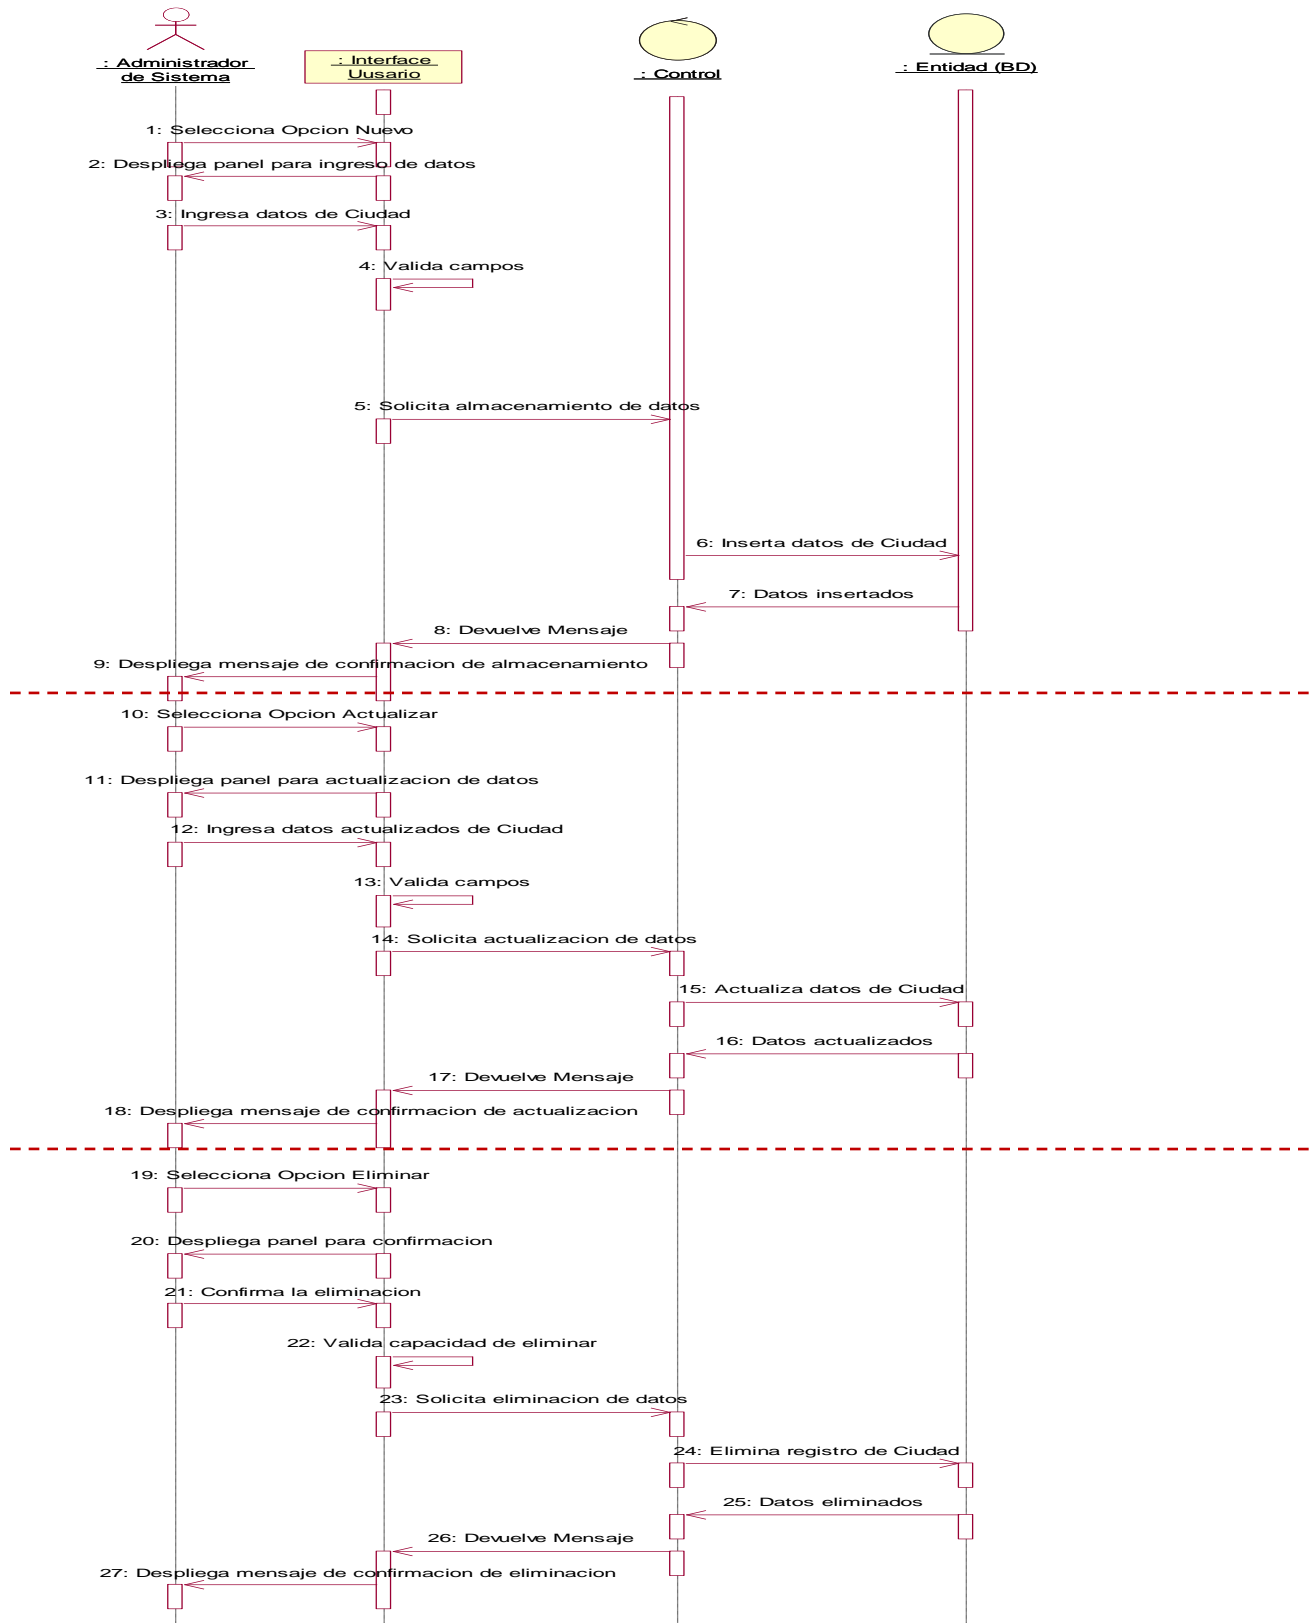 : Administrador
de Sistema
: Interface
Uusario
: Control
: Entidad (BD)
1: Selecciona Opcion Nuevo
2: Despliega panel para ingreso de datos
3: Ingresa datos de Ciudad
4: Valida campos
5: Solicita almacenamiento de datos
6: Inserta datos de Ciudad
7: Datos insertados
8: Devuelve Mensaje
9: Despliega mensaje de confirmacion de almacenamiento
10: Selecciona Opcion Actualizar
11: Despliega panel para actualizacion de datos
12: Ingresa datos actualizados de Ciudad
13: Valida campos
14: Solicita actualizacion de datos
15: Actualiza datos de Ciudad
16: Datos actualizados
17: Devuelve Mensaje
18: Despliega mensaje de confirmacion de actualizacion
19: Selecciona Opcion Eliminar
20: Despliega panel para confirmacion
21: Confirma la eliminacion
22: Valida capacidad de eliminar
23: Solicita eliminacion de datos
24: Elimina registro de Ciudad
25: Datos eliminados
26: Devuelve Mensaje
27: Despliega mensaje de confirmacion de eliminacion